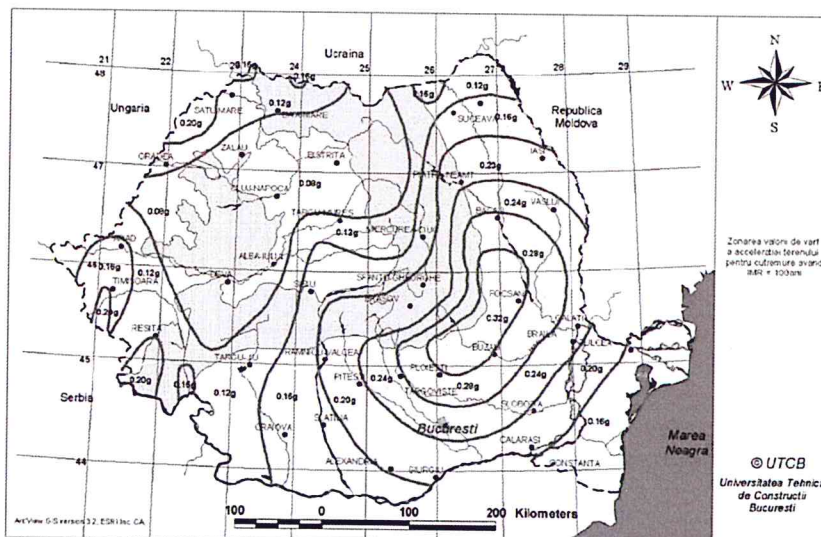 N
W
S
Ucraina
21
22
23
24
25
26
27
28
29
48
0.16g
0.16g
0.16g
0.12g
Ungaria
0.12g
SATU MARE
BAIA MARE
0.20g
SUCEAVA
0.16g
Republica
Moldova
ORADEA
ZALAU
BISTRITA
IASI
47
0.20g
PIATRA NEAMT
0.08g
CLUJ-NAPOCA
0.08g
TARGU MURES
0.12g
MIERCUREA CIUC
BACAU
0.24g
VASLUI
0.28g
ARAD
0.16g
0.12g
ALBA-IULIA
DEVA
SIBIU
SFANTU GHEORGHE
BRASOV
46
TIMISOARA
0.20g
FOCSANI
0.32g
GALATI
BRAILA
TULCEA
RESITA
45
0.20g
0.16g
TARGU-JIU
RAMNICU VALCEA
0.12g
0.16g
PITESTI
0.24g
PLOIESTI
TARGOVISTE
BUZAU
0.28g
0.24g
0.20g
0.16g
Serbia
0.20g
SLATINA
CRAIOVA
Bucuresti
SLOBOZIA
CALARASI
CONSTANTA
ALEXANDRIA
GIURGIU
44
Marea
Neagra
Zonarea valorii de varf
a acceleratiei terenului
pentru cutremure avand
IMR = 100ani
© UTCB
Universitatea Tehnica
de Constructii
Bucuresti
100
0
100
200
Kilometers
ArcView GIS version 3.2, ESRI Inc. CA